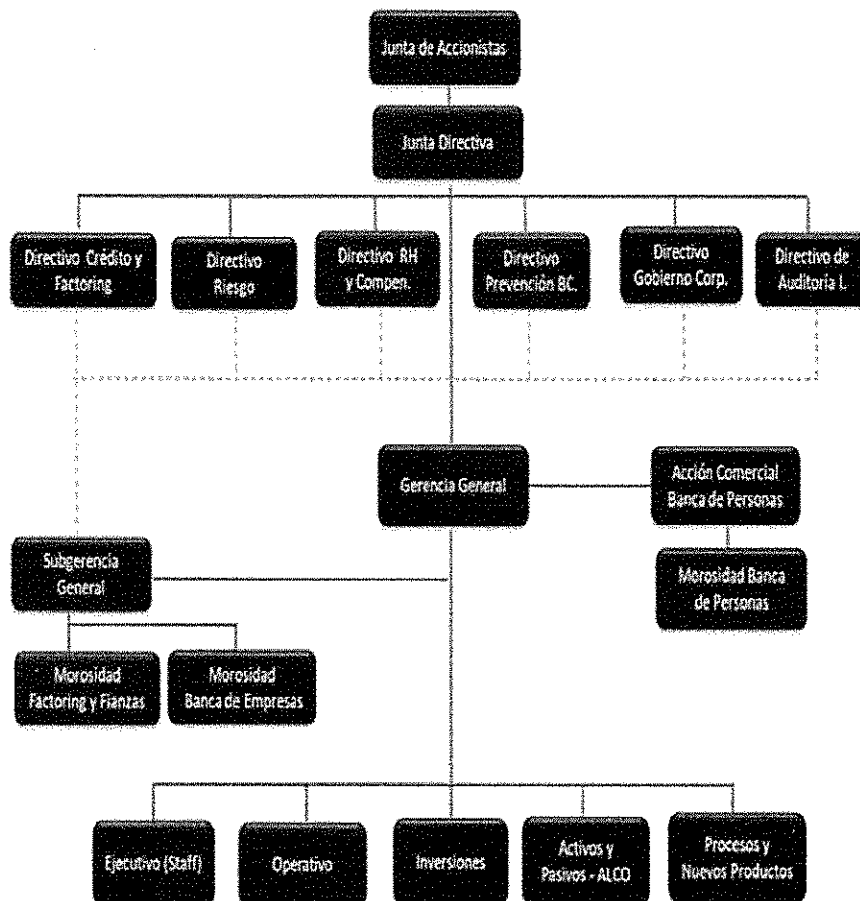 Junta de Accionistas
Junta Directiva
Directivo Crédito y
Factoring
Directivo
Riesgo
Directivo RH
y Compen.
Directivo
Prevención BC.
Directivo
Gobierno Corp.
Directivo de
Auditoría I.
Gerencia General
Acción Comercial
Banca de Personas
Subgerencia
General
Morosidad Banca
de Personas
Morosidad
Factoring y Fianzas
Morosidad
Banca de Empresas
Ejecutivo (Staff)
Operativo
Inversiones
Activos y
Pasivos - ALCO
Procesos y
Nuevos Productos